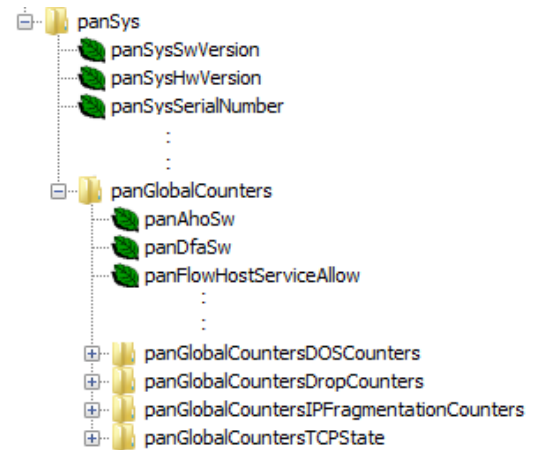 panSys
panSysSwVersion
panSysHwVersion
panSysSerialNumber
:
:
panGlobalCounters
panAhoSw
panDfaSw
panFlowHostServiceAllow
:
:
panGlobalCountersDOSCounters
panGlobalCountersDropCounters
panGlobalCountersIPFragmentationCounters
panGlobalCountersTCPState